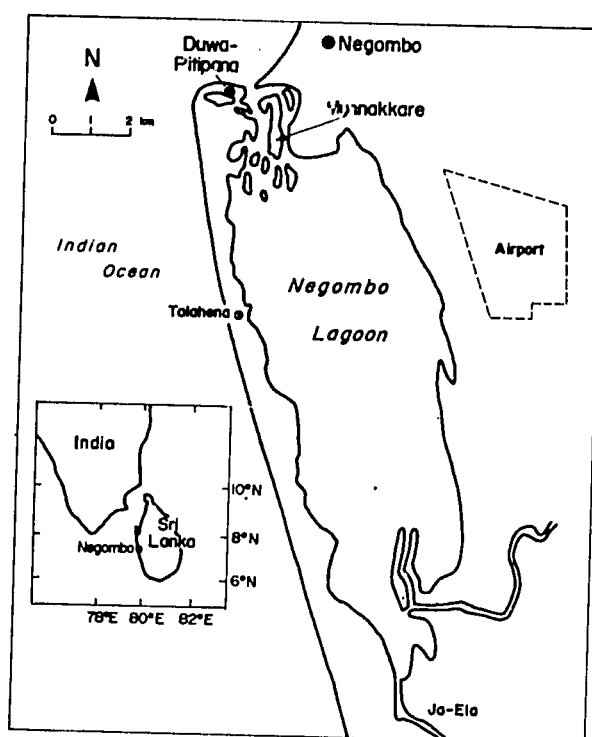 Duwa-
Pitipana
Negombo
N
Munnakkare
0 1 2 km
Indian
Ocean
Airport
Negombo
Lagoon
Talahena
India
10°N
Sri
Lanka
8°N
Negombo
6°N
78°E 80°E 82°E
Ja-Ela